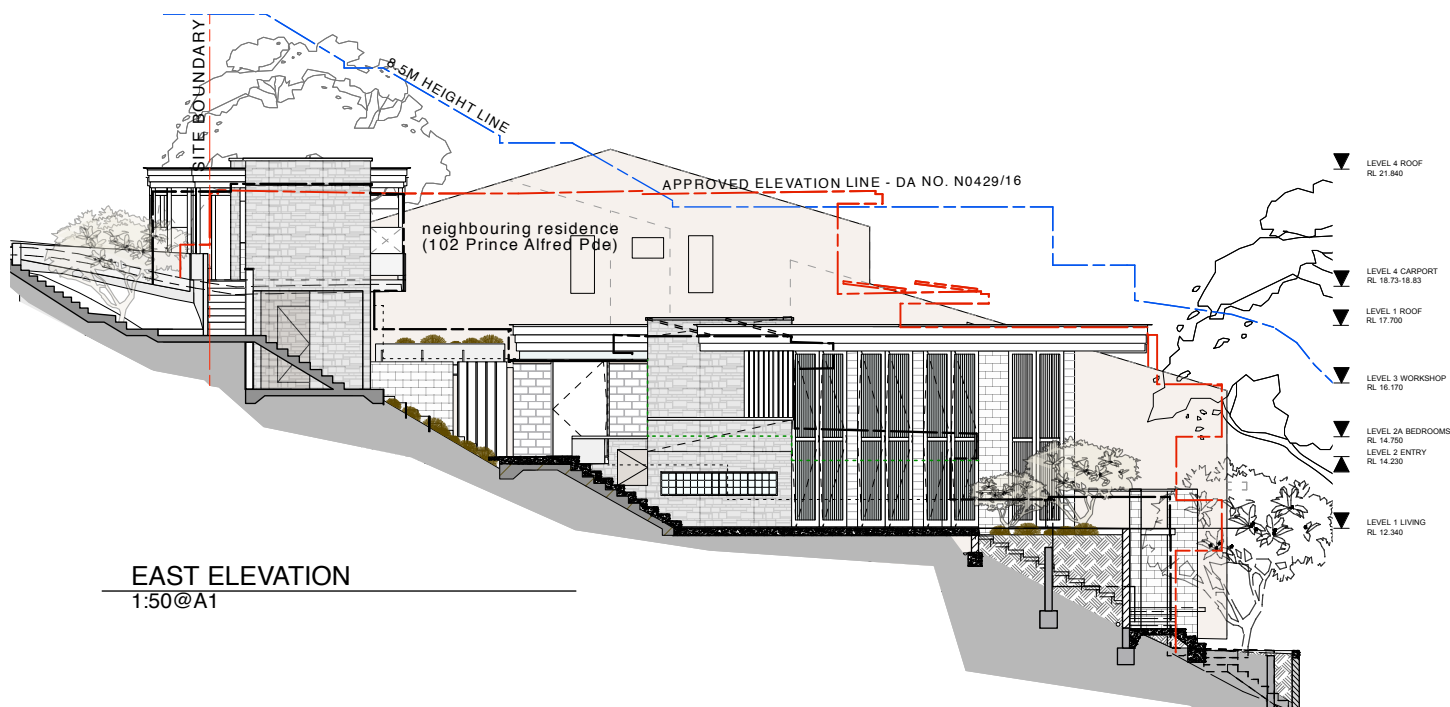 SITE BOUNDARY
8.5M HEIGHT LINE
APPROVED ELEVATION LINE - DA NO. N0429/16
neighbouring residence
(102 Prince Alfred Pde)
LEVEL 4 ROOF
RL 21.840
LEVEL 4 CARPORT
RL 18.73-18.83
LEVEL 1 ROOF
RL 17.700
LEVEL 3 WORKSHOP
RL 16.170
LEVEL 2A BEDROOMS
RL 14.750
LEVEL 2 ENTRY
RL 14.230
LEVEL 1 LIVING
RL 12.340
EAST ELEVATION
1:50@A1